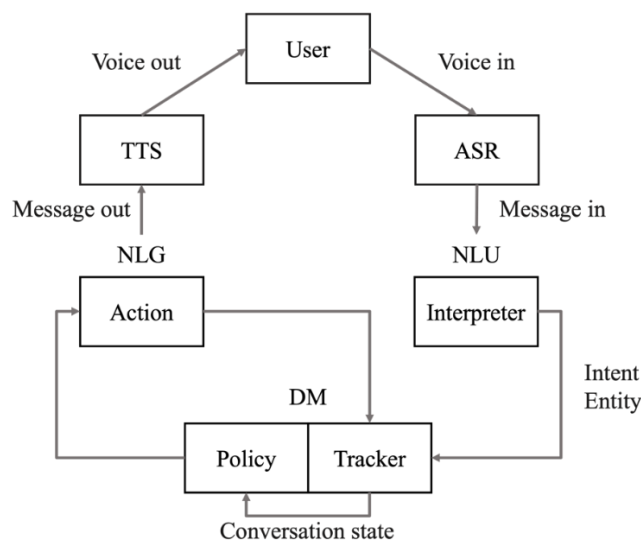 User
Voice out
Voice in
TTS
ASR
Message out
Message in
NLG
NLU
Action
Interpreter
Intent
Entity
DM
Policy
Tracker
Conversation state